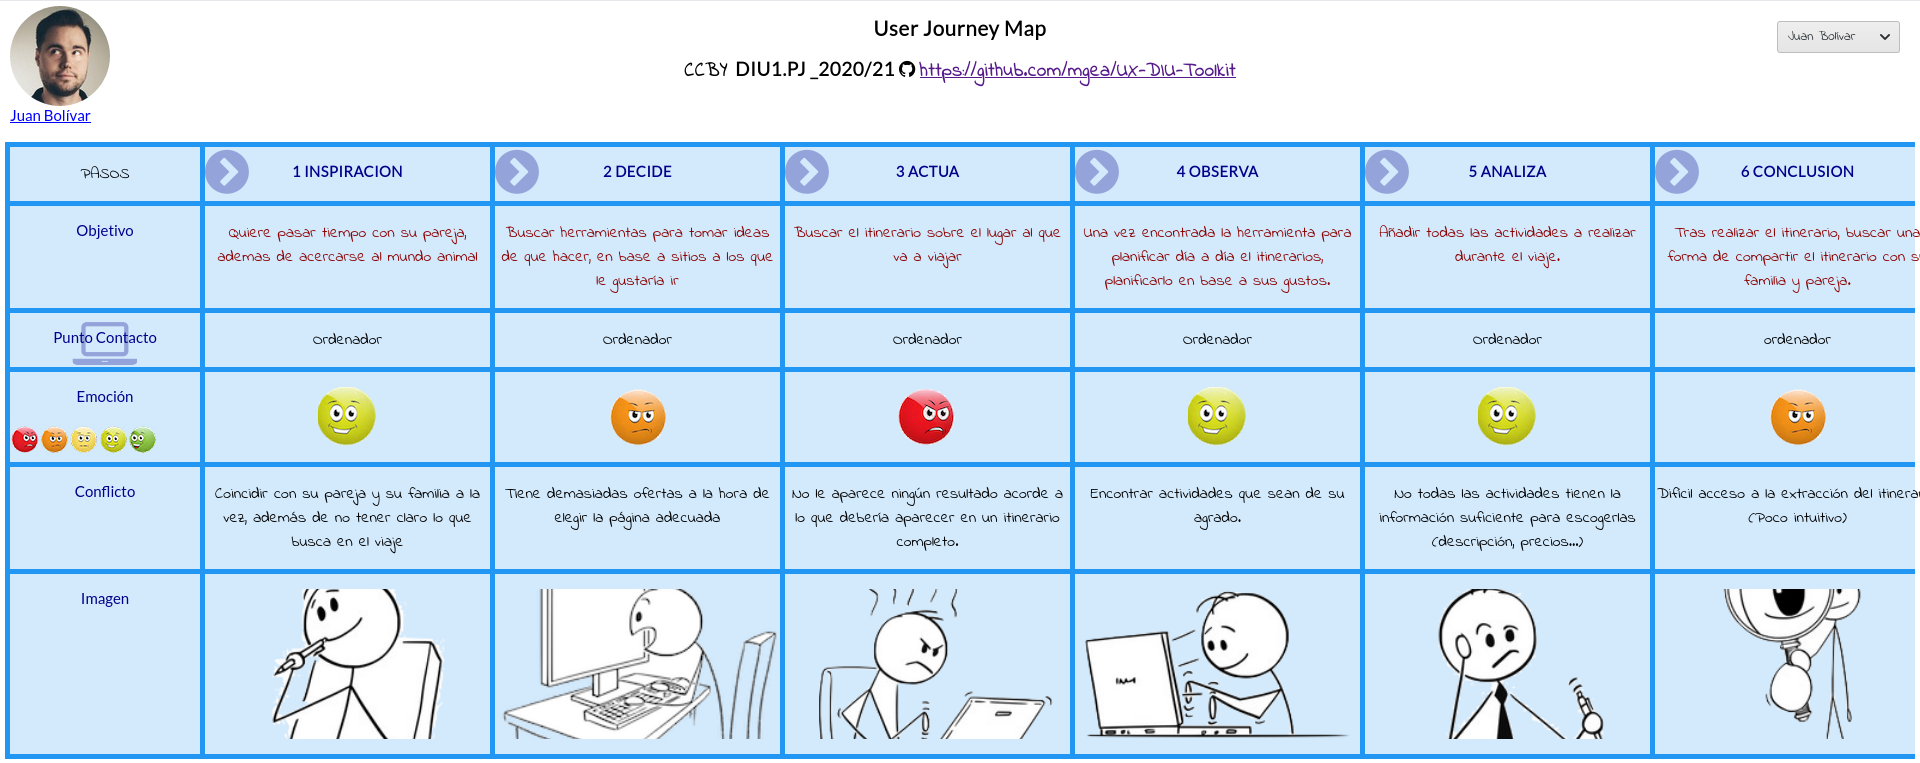 User Journey Map
Juan Bolívar
CCBY DIU1.PJ _2020/21 https://github.com/mgea/UX-DIU-Toolkit
Juan Bolívar
PASOS
1 INSPIRACION
2 DECIDE
3 ACTUA
4 OBSERVA
5 ANALIZA
6 CONCLUSION
Objetivo
Quiere pasar tiempo con su pareja,
ademas de acercarse al mundo animal
Buscar herramientas para tomar ideas
de que hacer, en base a sitios a los que
le gustaría ir
Buscar el itinerario sobre el lugar al que
va a viajar
Una vez encontrada la herramienta para
planificar día a día el itinerarios,
planificarlo en base a sus gustos.
Añadir todas las actividades a realizar
durante el viaje.
Tras realizar el itinerario, buscar una
forma de compartir el itinerario con su
familia y pareja.
Punto Contacto
Ordenador
Ordenador
Ordenador
Ordenador
Ordenador
ordenador
Emoción
Conflicto
Coincidir con su pareja y su familia a la
vez, además de no tener claro lo que
busca en el viaje
Tiene demasiadas ofertas a la hora de
elegir la página adecuada
No le aparece ningún resultado acorde a
lo que debería aparecer en un itinerario
completo.
Encontrar actividades que sean de su
agrado.
No todas las actividades tienen la
información suficiente para escogerlas
(descripción, precios...)
Dificil acceso a la extracción del itinerar
(Poco intuitivo)
Imagen